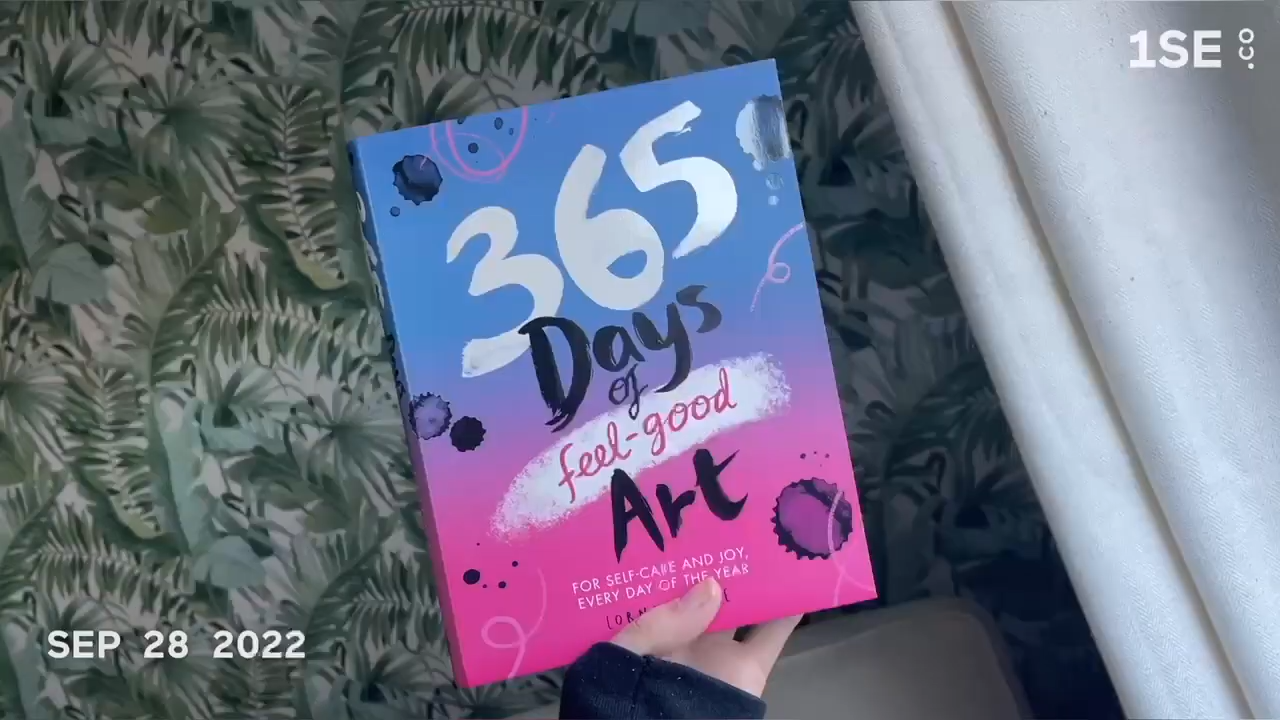 1SE.CO
365
Days
of
feel-good
Art
FOR SELF-CARE AND JOY,
EVERY DAY OF THE YEAR
SEP 28 2022